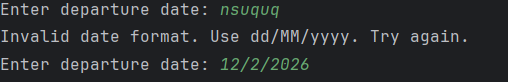 Enter departure date: nsuquq
Invalid date format. Use dd/MM/yyyy. Try again.
Enter departure date: 12/2/2026